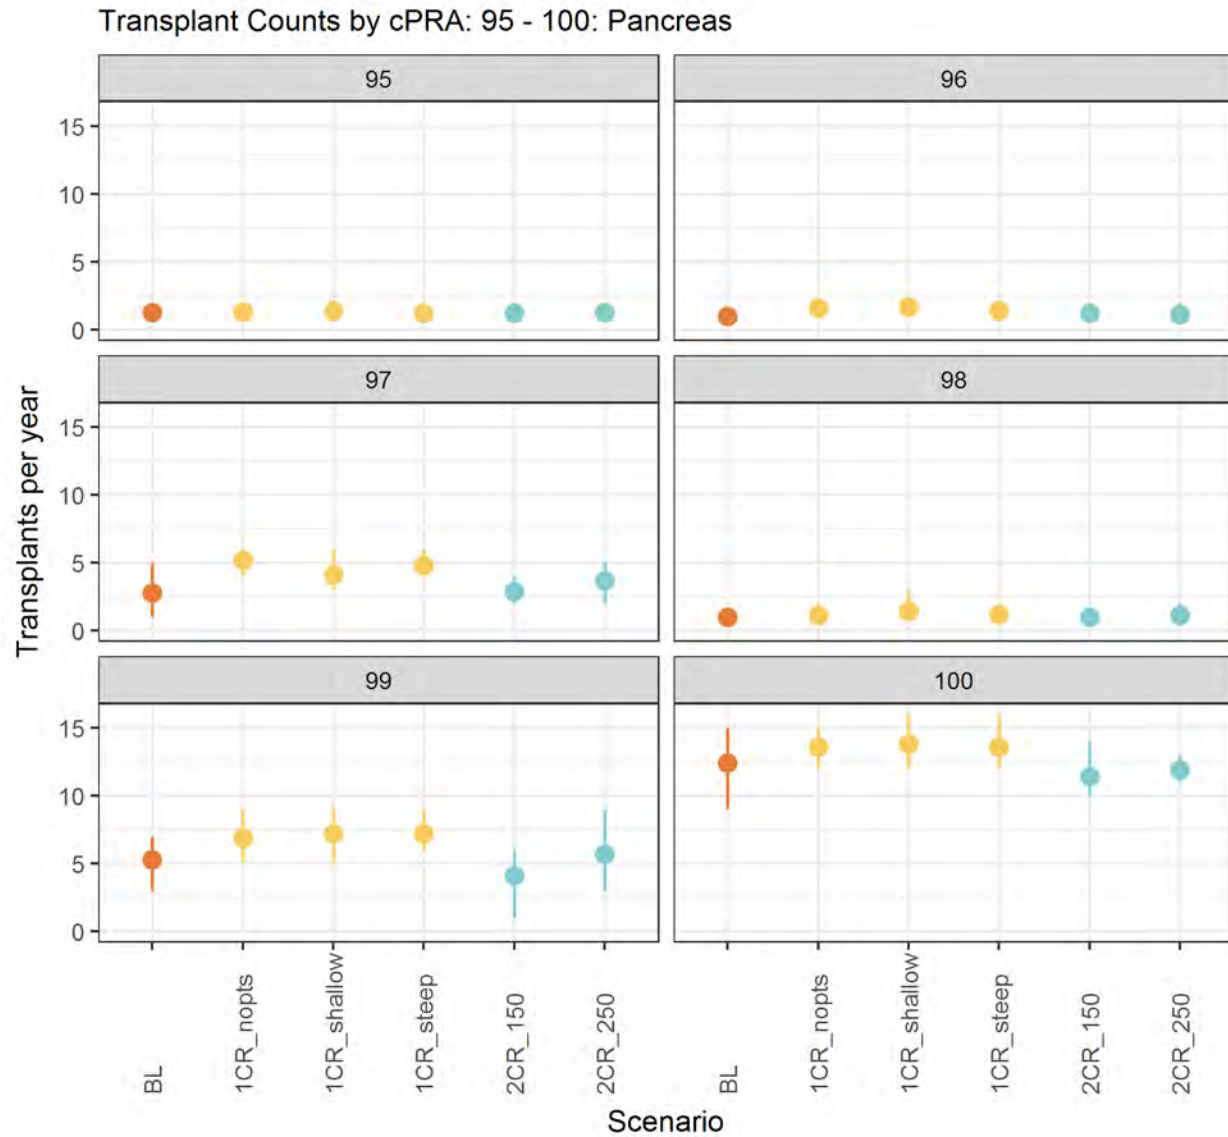 Transplant Counts by cPRA: 95 - 100: Pancreas
95
96
15
10
5
0
97
98
15
10
5
0
99
100
15
10
5
0
Transplants per year
BL
1CR_nopts
1CR_shallow
1CR_steep
2CR_150
2CR_250
BL
1CR_nopts
1CR_shallow
1CR_steep
2CR_150
2CR_250
Scenario